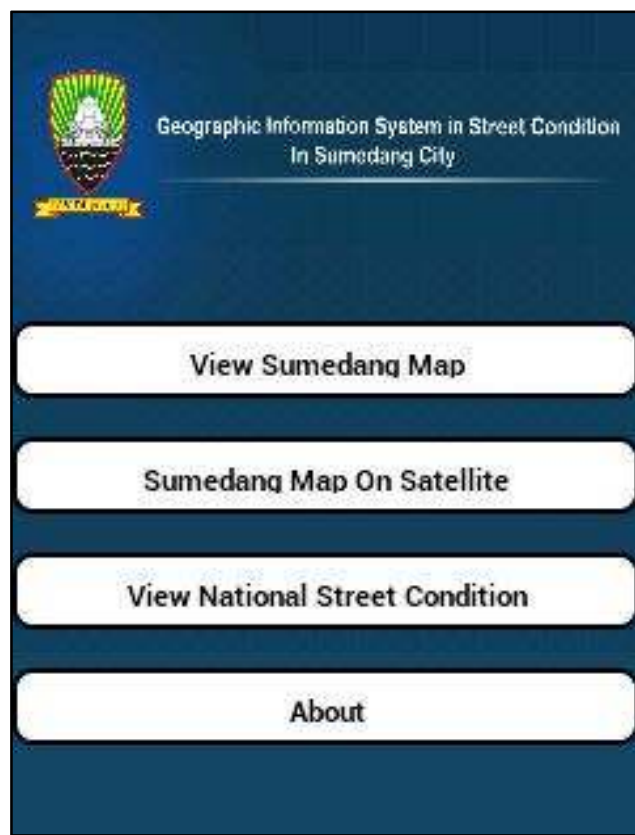 Geographic Information System in Street Condition
In Sumedang City
View Sumedang Map
Sumedang Map On Satellite
View National Street Condition
About